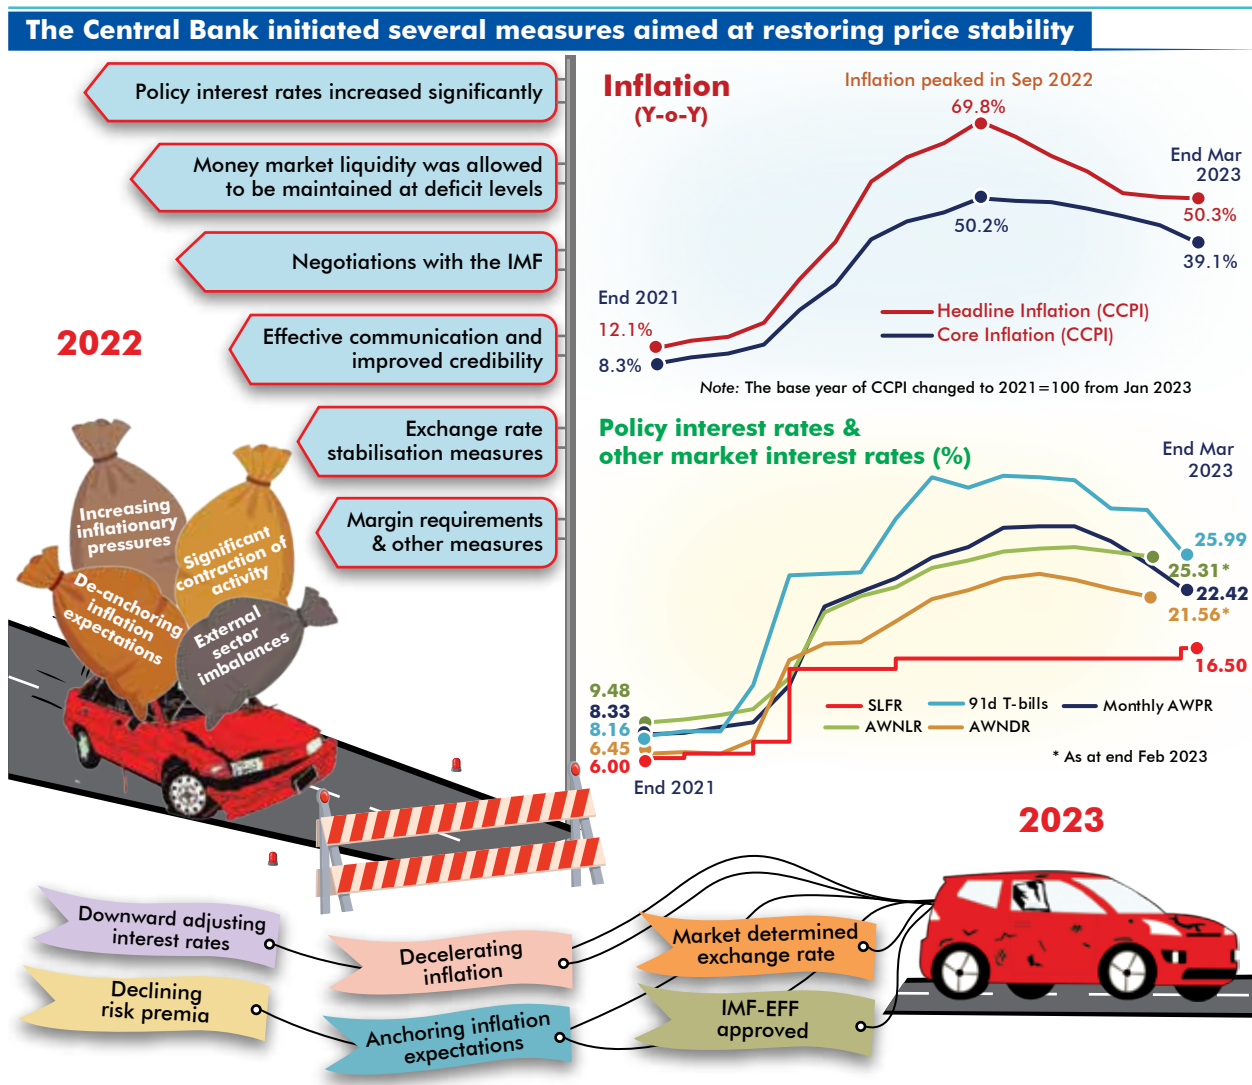 The Central Bank initiated several measures aimed at restoring price stability
Policy interest rates increased significantly
Money market liquidity was allowed
to be maintained at deficit levels
Negotiations with the IMF
Effective communication and
improved credibility
Exchange rate
stabilisation measures
Margin requirements
& other measures
2022
Increasing
inflationary
pressures
Significant
contraction of
activity
De-anchoring
inflation
expectations
External
sector
imbalances
Inflation
(Y-o-Y)
Inflation peaked in Sep 2022
69.8%
End Mar
2023
50.3%
50.2%
39.1%
End 2021
12.1%
8.3%
Headline Inflation (CCPI)
Core Inflation (CCPI)
Note: The base year of CCPI changed to 2021=100 from Jan 2023
Policy interest rates &
other market interest rates (%)
End Mar
2023
25.99
25.31*
22.42
21.56*
16.50
9.48
8.33
8.16
6.45
6.00
End 2021
SLFR
91d T-bills
Monthly AWPR
AWNLR
AWNDR
* As at end Feb 2023
2023
Downward adjusting
interest rates
Declining
risk premia
Decelerating
inflation
Anchoring inflation
expectations
Market determined
exchange rate
IMF-EFF
approved